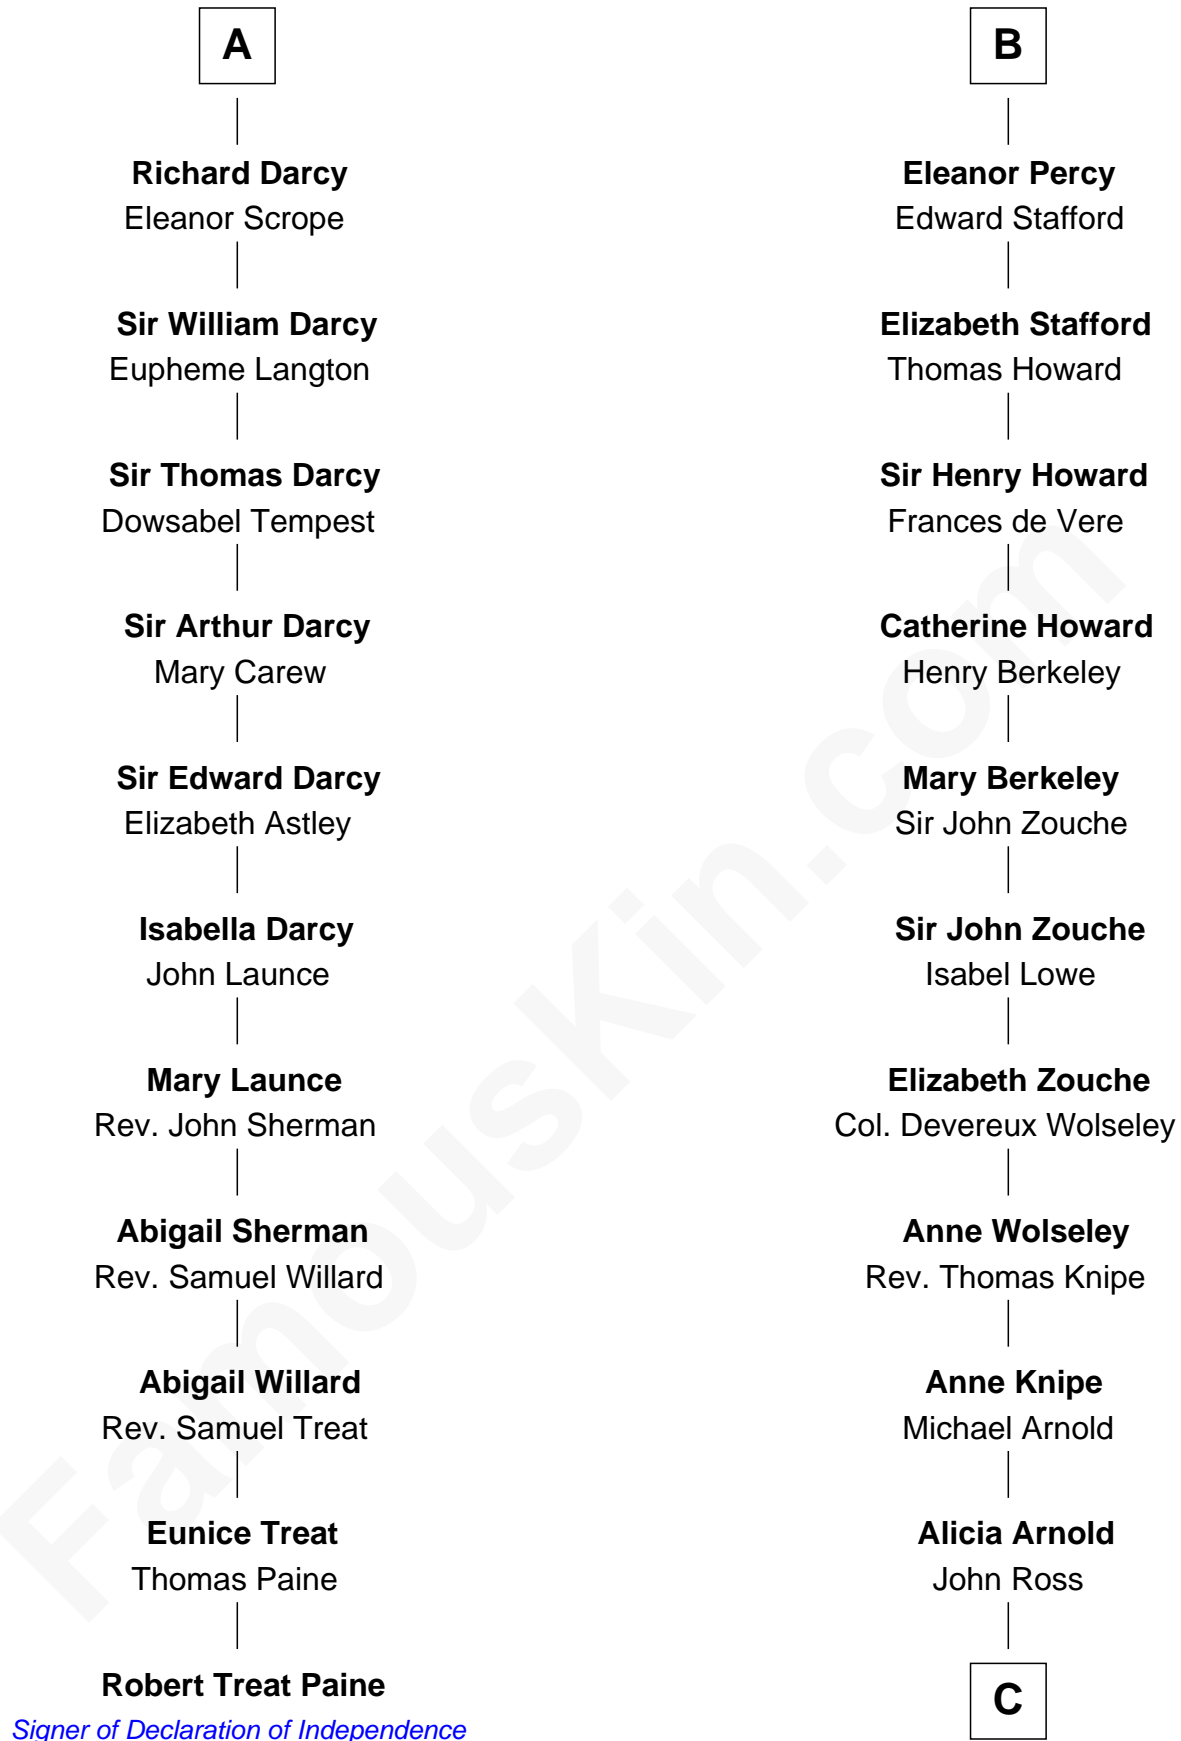 A
Richard Darcy
Eleanor Scrope
Sir William Darcy
Eupheme Langton
Sir Thomas Darcy
Dowsabel Tempest
Sir Arthur Darcy
Mary Carew
Sir Edward Darcy
Elizabeth Astley
Isabella Darcy
John Launce
Mary Launce
Rev. John Sherman
Abigail Sherman
Rev. Samuel Willard
Abigail Willard
Rev. Samuel Treat
Eunice Treat
Thomas Paine
Robert Treat Paine
Signer of Declaration of Independence
B
Eleanor Percy
Edward Stafford
Elizabeth Stafford
Thomas Howard
Sir Henry Howard
Frances de Vere
Catherine Howard
Henry Berkeley
Mary Berkeley
Sir John Zouche
Sir John Zouche
Isabel Lowe
Elizabeth Zouche
Col. Devereux Wolseley
Anne Wolseley
Rev. Thomas Knipe
Anne Knipe
Michael Arnold
Alicia Arnold
John Ross
C
FamousKin.com